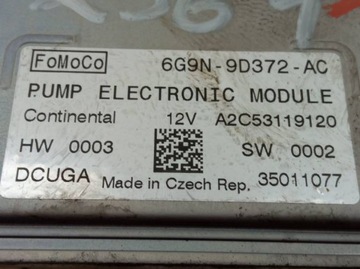 FoMoCo 6G9N-9D372-AC
PUMP ELECTRONIC MODULE
Continental 12V A2C53119120
HW 0003 SW 0002
DCUGA Made in Czech Rep. 35011077